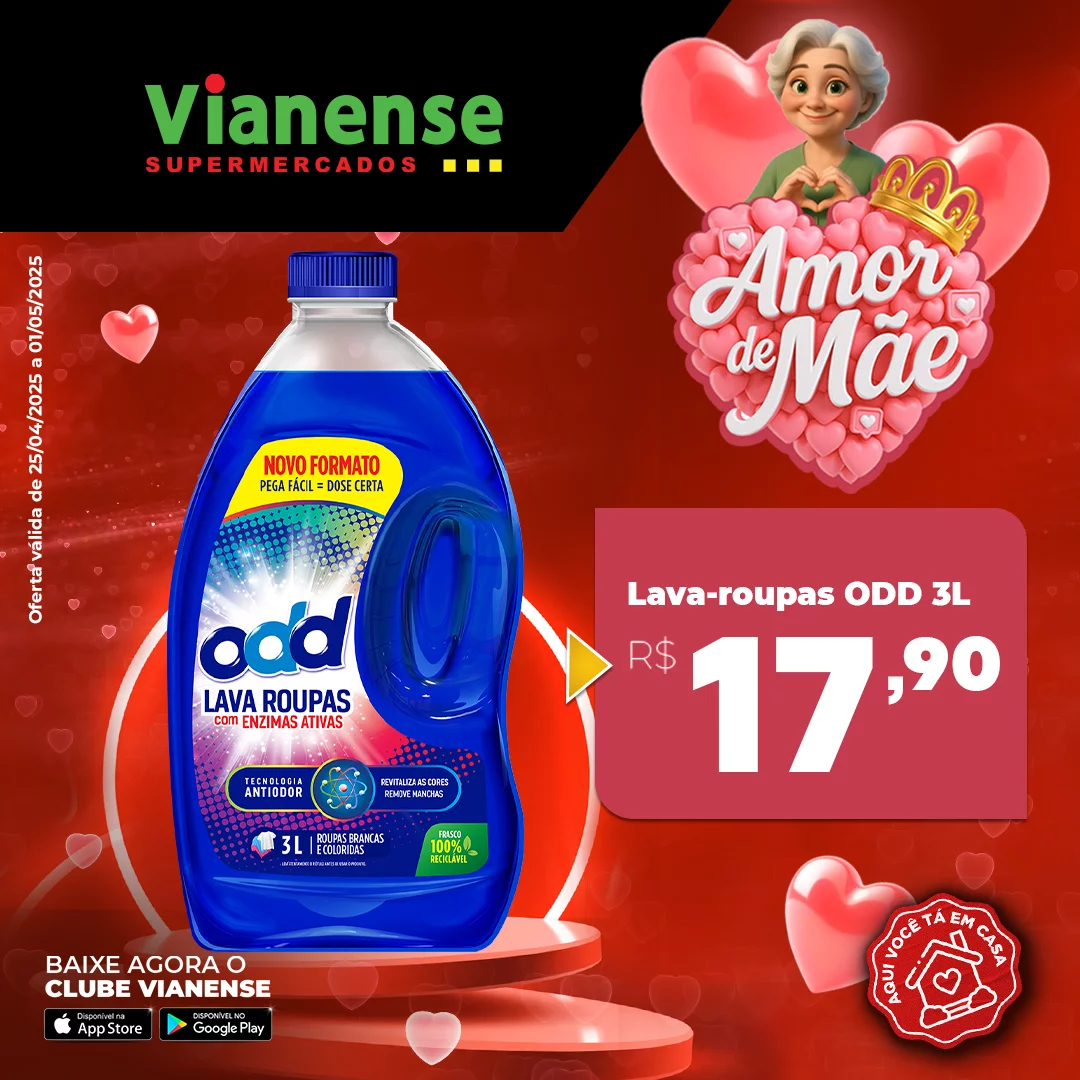 Vianense
SUPERMERCADOS
Amor
de Mãe
Oferta válida de 25/04/2025 a 01/05/2025
NOVO FORMATO
PEGA FÁCIL = DOSE CERTA
odd
LAVA ROUPAS
com ENZIMAS ATIVAS
TECNOLOGIA
ANTIODOR
REVITALIZA AS CORES
REMOVE MANCHAS
3L
ROUPAS BRANCAS
E COLORIDAS
FRASCO
100%
RECICLÁVEL
Lava-roupas ODD 3L
R$ 17,90
BAIXE AGORA O
CLUBE VIANENSE
Disponível na
App Store
DISPONÍVEL NO
Google Play
AQUI VOCÊ TÁ EM CASA